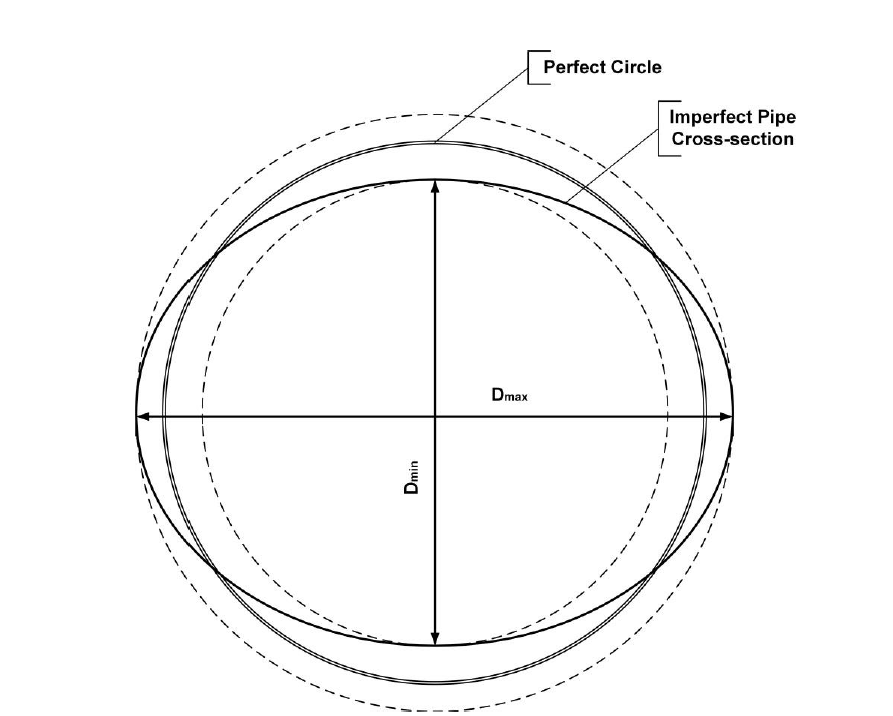 Perfect Circle
Imperfect Pipe
Cross-section
Dmax
Dmin